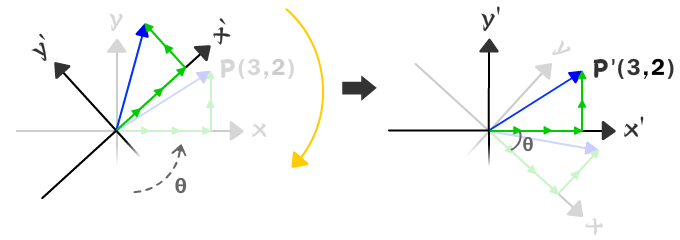 y
ý
x́
P(3,2)
x
θ
y'
y
P'(3,2)
x'
θ
x